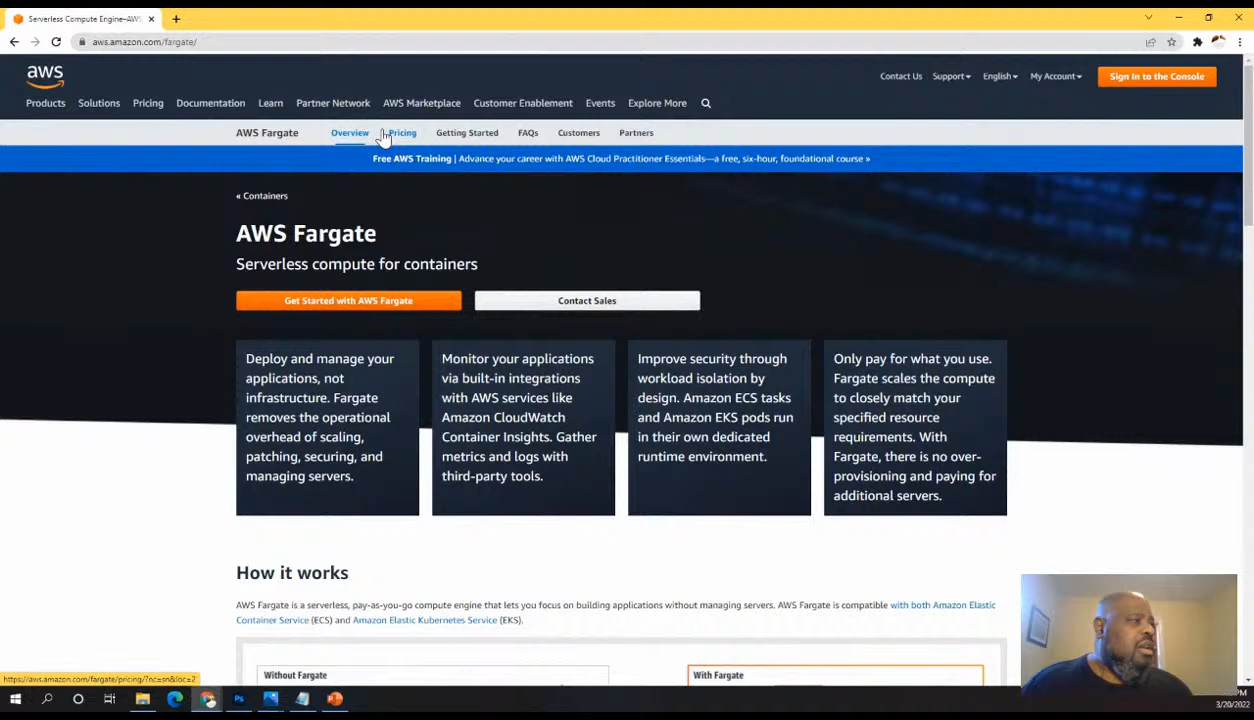 Serverless Compute Engine–AWS
aws.amazon.com/fargate/
aws
Contact Us
Support
English
My Account
Sign In to the Console
Products
Solutions
Pricing
Documentation
Learn
Partner Network
AWS Marketplace
Customer Enablement
Events
Explore More
AWS Fargate
Overview
Pricing
Getting Started
FAQs
Customers
Partners
Free AWS Training | Advance your career with AWS Cloud Practitioner Essentials—a free, six-hour, foundational course »
« Containers
AWS Fargate
Serverless compute for containers
Get Started with AWS Fargate
Contact Sales
Deploy and manage your
applications, not
infrastructure. Fargate
removes the operational
overhead of scaling,
patching, securing, and
managing servers.
Monitor your applications
via built-in integrations
with AWS services like
Amazon CloudWatch
Container Insights. Gather
metrics and logs with
third-party tools.
Improve security through
workload isolation by
design. Amazon ECS tasks
and Amazon EKS pods run
in their own dedicated
runtime environment.
Only pay for what you use.
Fargate scales the compute
to closely match your
specified resource
requirements. With
Fargate, there is no over-
provisioning and paying for
additional servers.
How it works
AWS Fargate is a serverless, pay-as-you-go compute engine that lets you focus on building applications without managing servers. AWS Fargate is compatible with both Amazon Elastic
Container Service (ECS) and Amazon Elastic Kubernetes Service (EKS).
Without Fargate
With Fargate
https://aws.amazon.com/fargate/pricing/?nc=sn&loc=2
3/20/2022